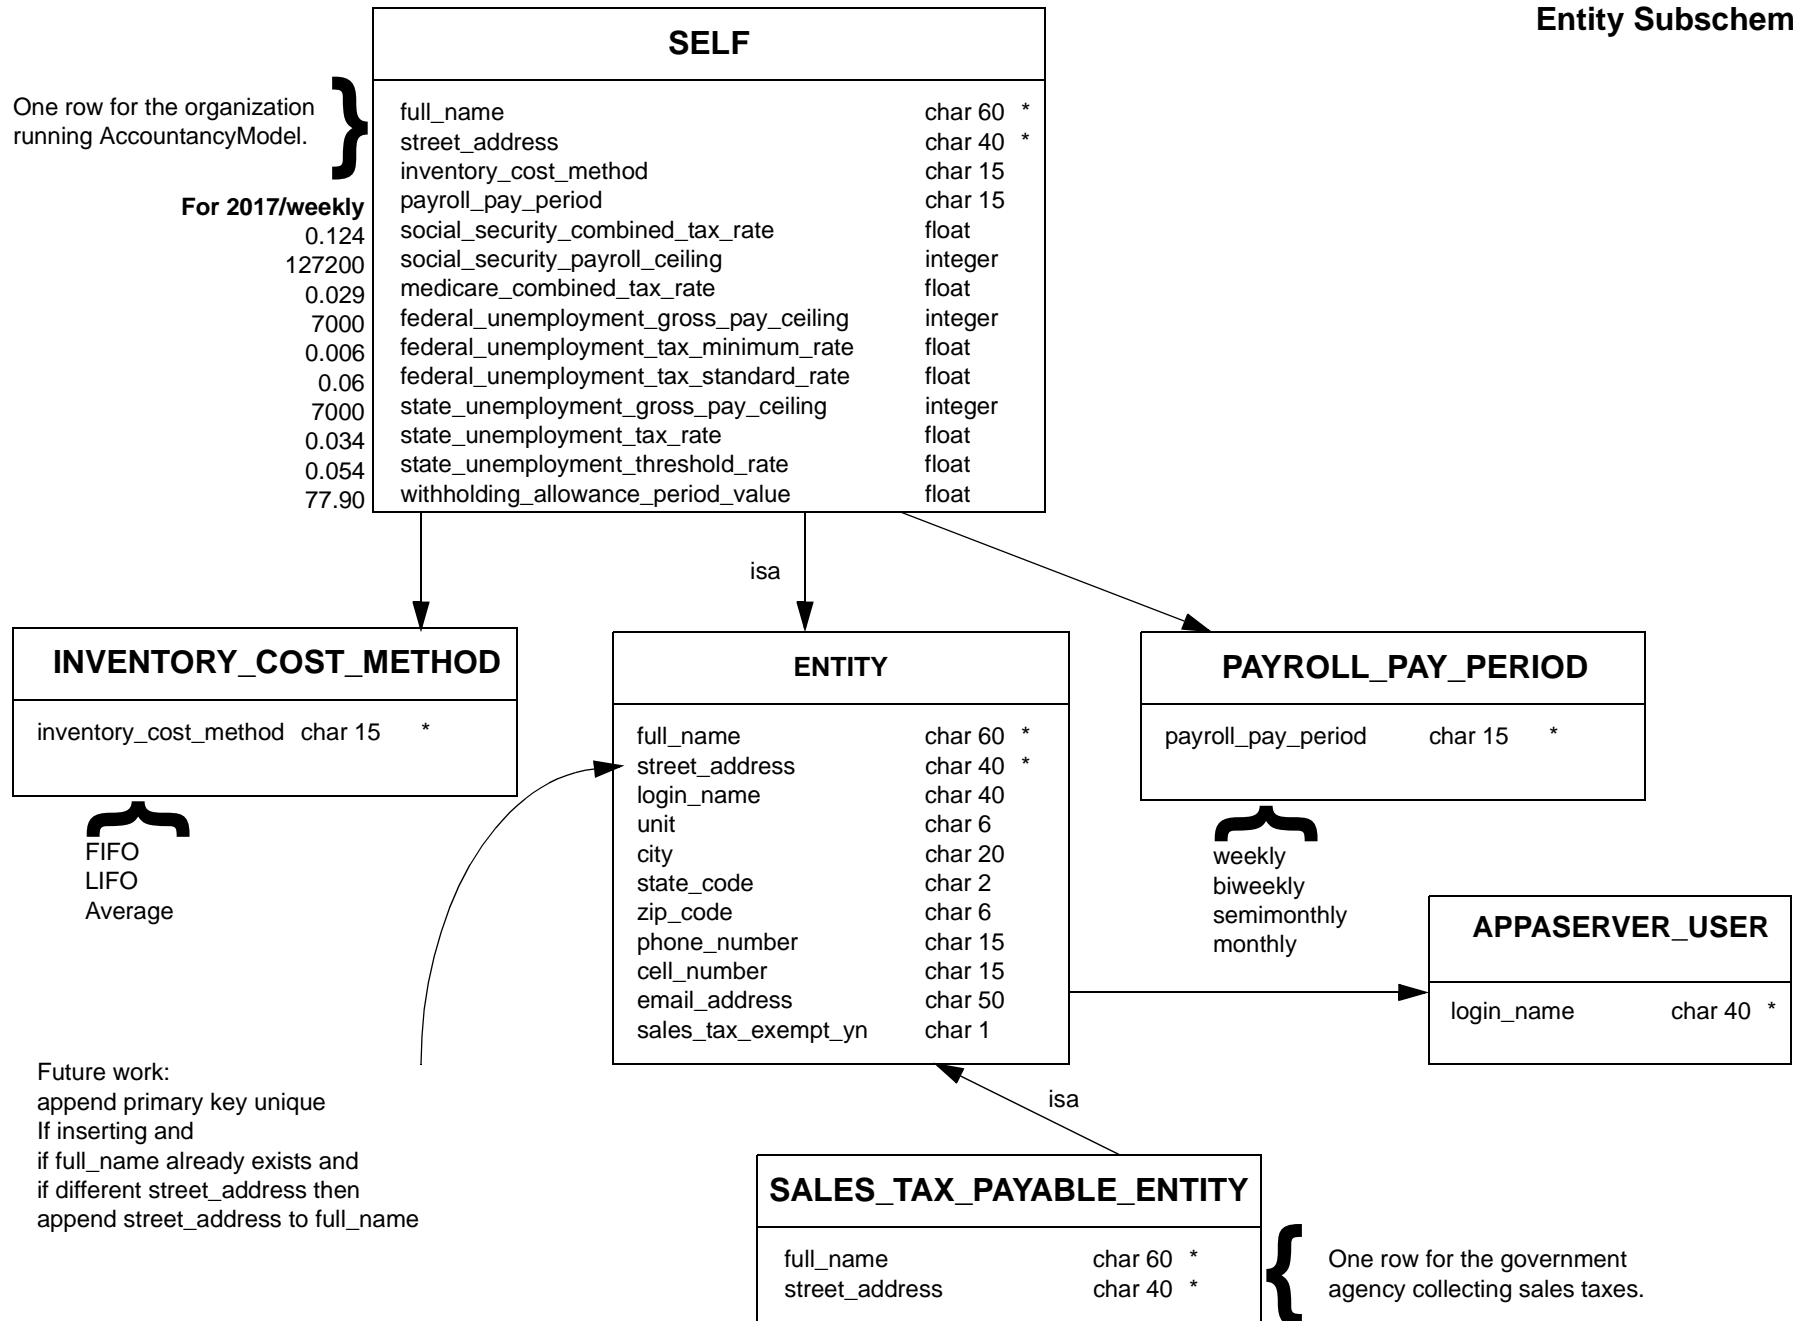 Entity Subschem
SELF
One row for the organization
running AccountancyModel.
full_name char 60 *
street_address char 40 *
inventory_cost_method char 15
For 2017/weekly payroll_pay_period char 15
0.124 social_security_combined_tax_rate float
127200 social_security_payroll_ceiling integer
0.029 medicare_combined_tax_rate float
7000 federal_unemployment_gross_pay_ceiling integer
0.006 federal_unemployment_tax_minimum_rate float
0.06 federal_unemployment_tax_standard_rate float
7000 state_unemployment_gross_pay_ceiling integer
0.034 state_unemployment_tax_rate float
0.054 state_unemployment_threshold_rate float
77.90 withholding_allowance_period_value float
isa
INVENTORY_COST_METHOD
inventory_cost_method char 15 *
FIFO
LIFO
Average
ENTITY
full_name char 60 *
street_address char 40 *
login_name char 40
unit char 6
city char 20
state_code char 2
zip_code char 6
phone_number char 15
cell_number char 15
email_address char 50
sales_tax_exempt_yn char 1
PAYROLL_PAY_PERIOD
payroll_pay_period char 15 *
weekly
biweekly
semimonthly
monthly
APPASERVER_USER
login_name char 40 *
Future work:
append primary key unique
If inserting and
if full_name already exists and
if different street_address then
append street_address to full_name
isa
SALES_TAX_PAYABLE_ENTITY
full_name char 60 *
street_address char 40 *
One row for the government
agency collecting sales taxes.